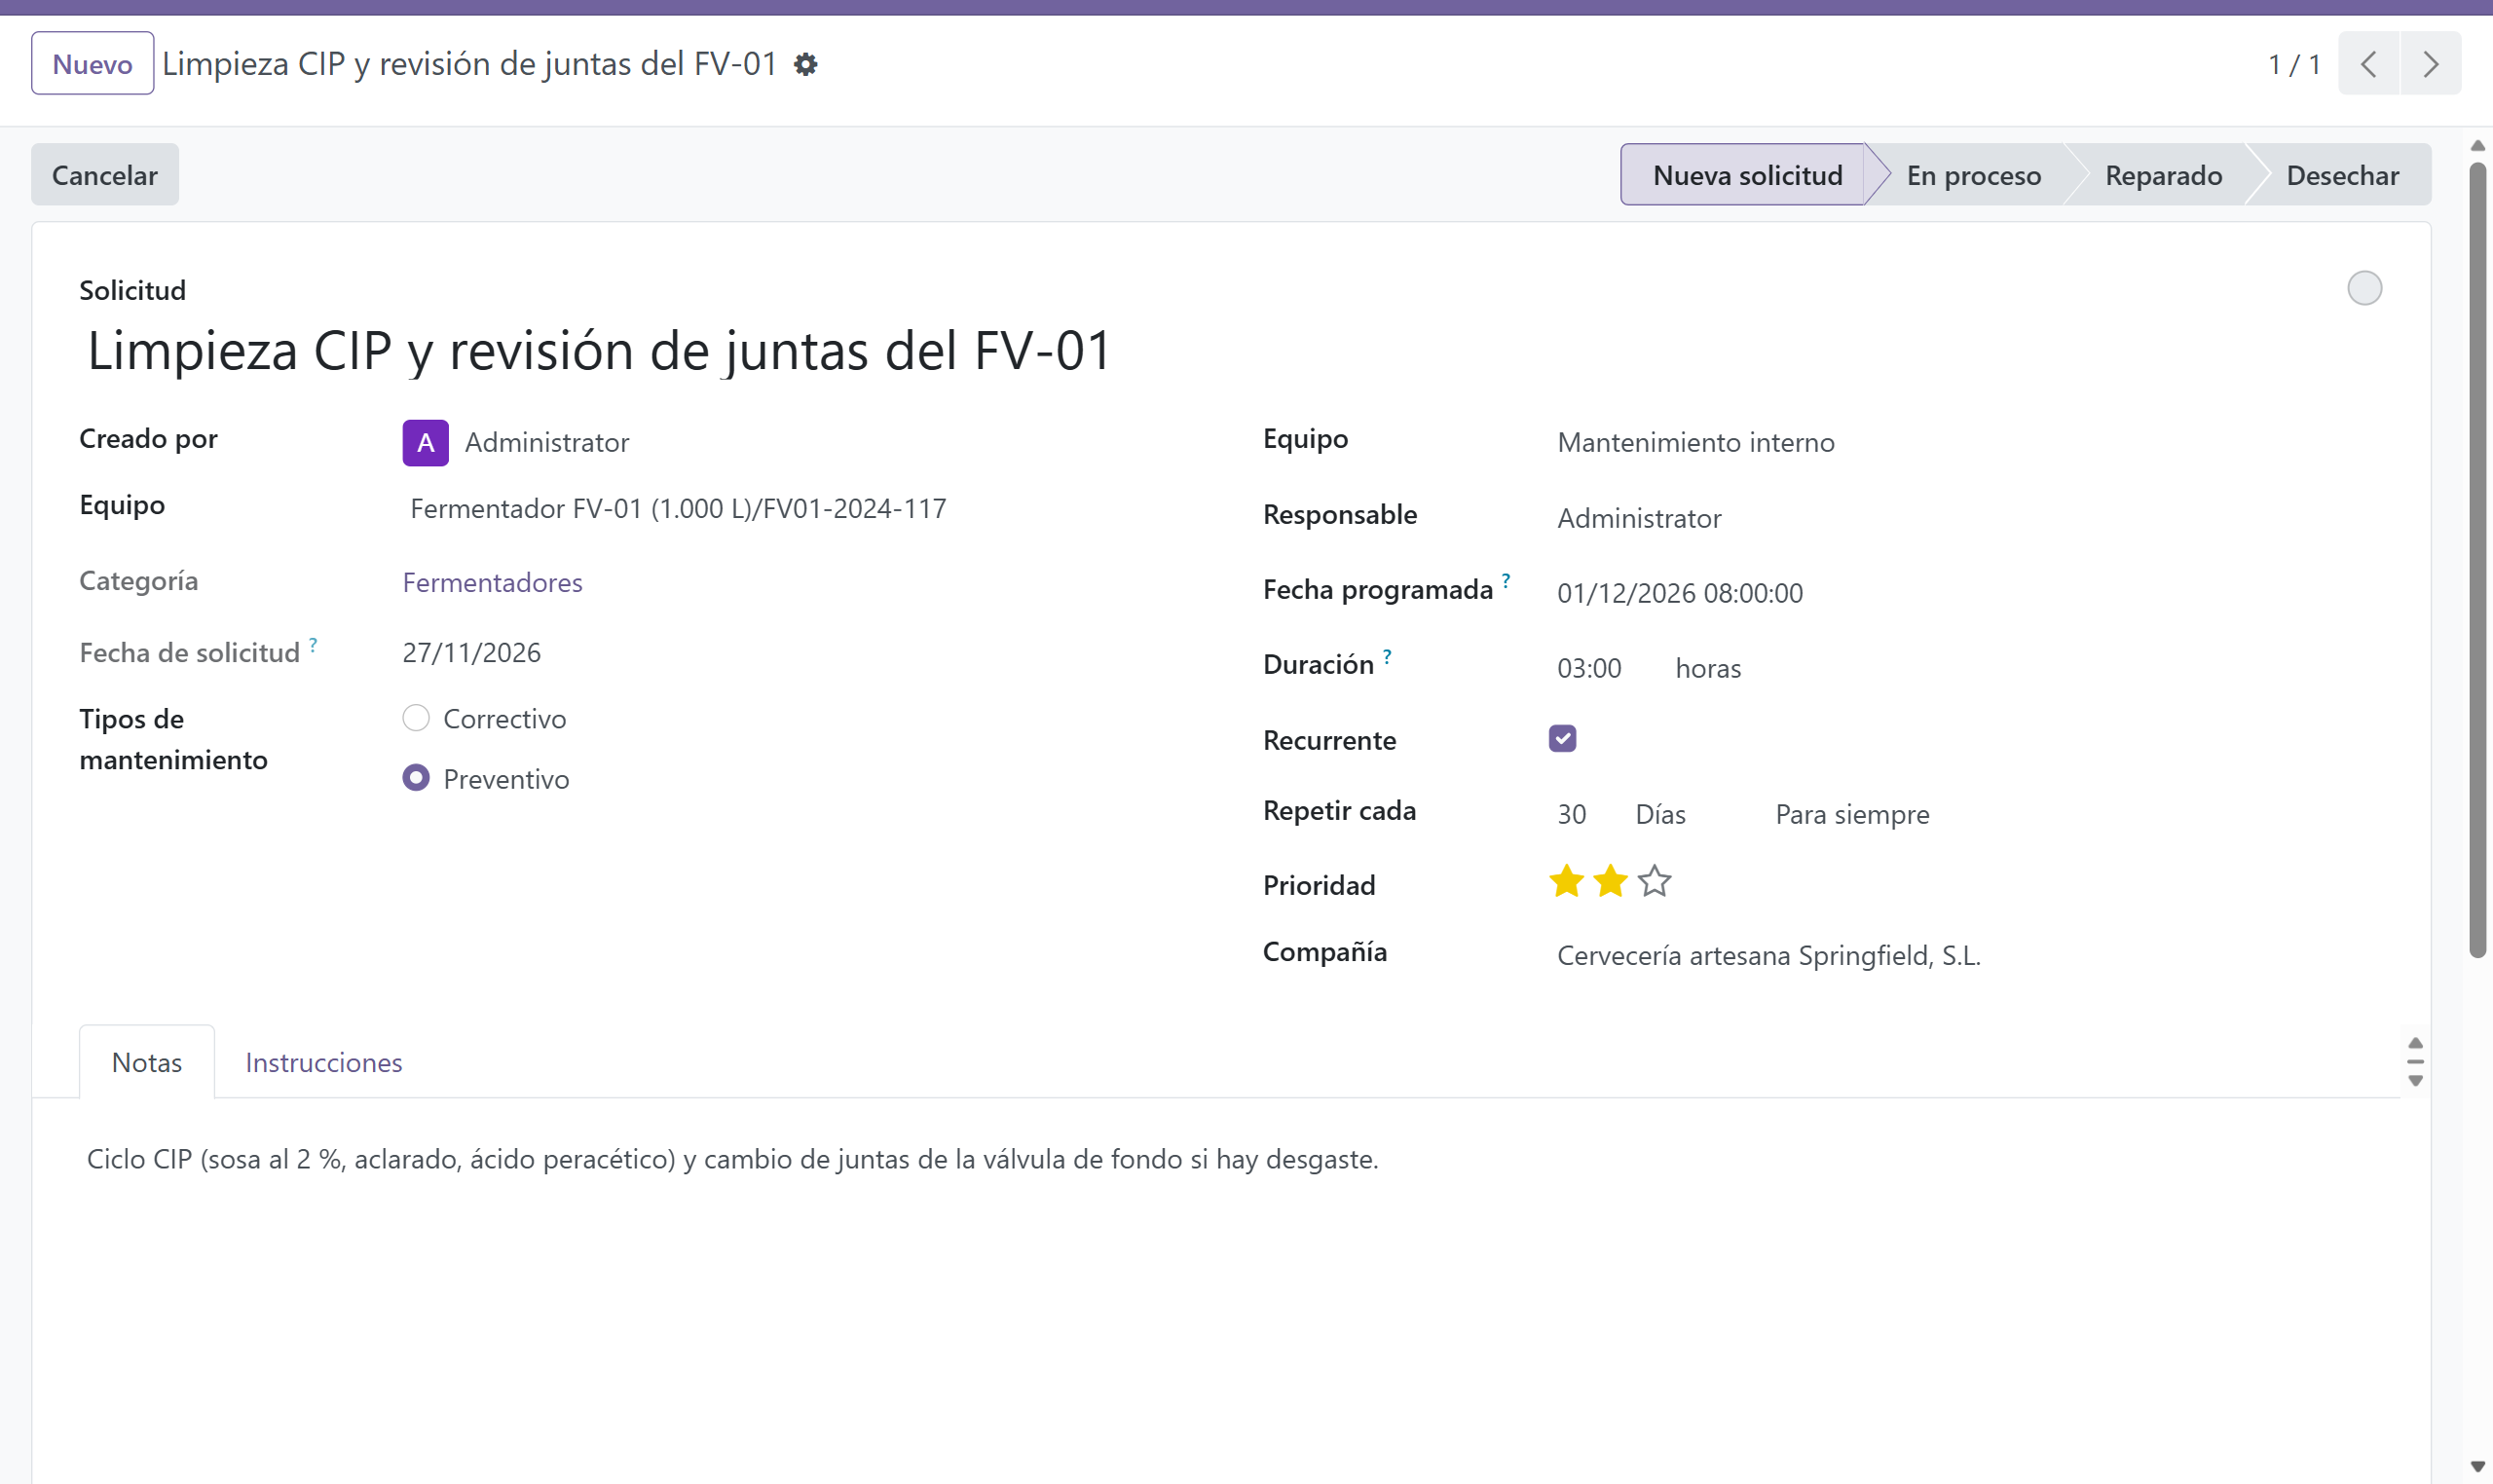 Nuevo Limpieza CIP y revisión de juntas del FV-01
1 / 1
Cancelar
Nueva solicitud
En proceso
Reparado
Desechar
Solicitud
Limpieza CIP y revisión de juntas del FV-01
Creado por
A Administrator
Equipo
Fermentador FV-01 (1.000 L)/FV01-2024-117
Categoría
Fermentadores
Fecha de solicitud ?
27/11/2026
Tipos de
mantenimiento
Correctivo
Preventivo
Equipo
Mantenimiento interno
Responsable
Administrator
Fecha programada ?
01/12/2026 08:00:00
Duración ?
03:00 horas
Recurrente
Repetir cada
30 Días Para siempre
Prioridad
Compañía
Cervecería artesana Springfield, S.L.
Notas
Instrucciones
Ciclo CIP (sosa al 2 %, aclarado, ácido peracético) y cambio de juntas de la válvula de fondo si hay desgaste.